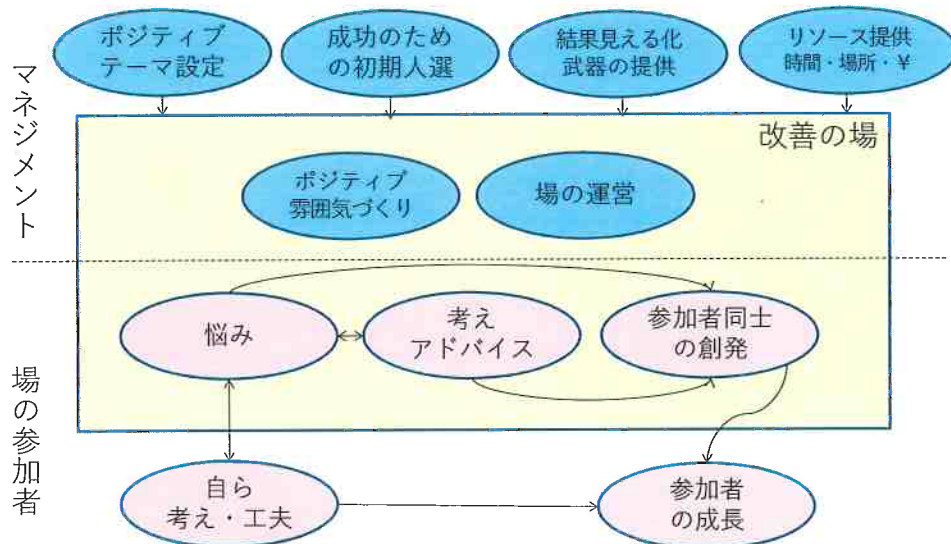 ポジティブ
テーマ設定
成功のため
の初期人選
結果見える化
武器の提供
リソース提供
時間・場所・¥
マネジメント
改善の場
ポジティブ
雰囲気づくり
場の運営
場の参加者
悩み
考え
アドバイス
参加者同士
の創発
自ら
考え・工夫
参加者
の成長